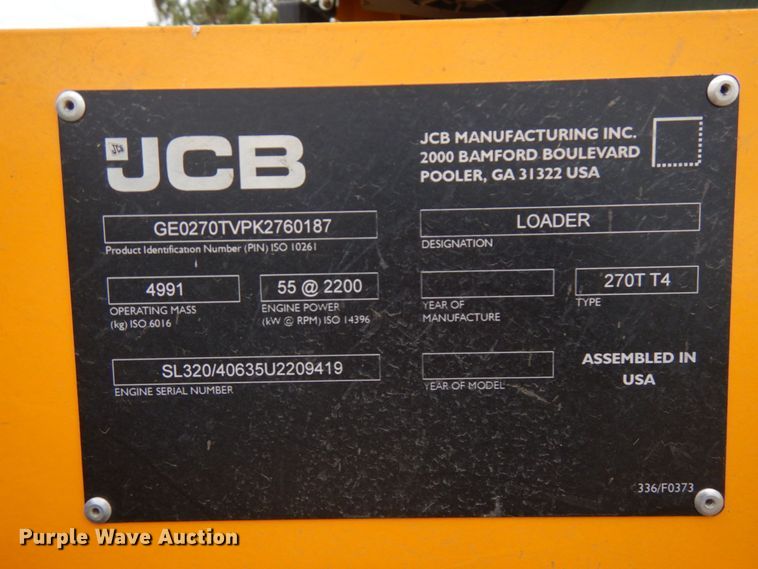 JCB
JCB MANUFACTURING INC.
2000 BAMFORD BOULEVARD
POOLER, GA 31322 USA
GE0270TVPK2760187
Product Identification Number (PIN) ISO 10261
LOADER
DESIGNATION
4991
OPERATING MASS
(kg) ISO 6016
55 @ 2200
ENGINE POWER
(kW @ RPM) ISO 14396
YEAR OF
MANUFACTURE
270T T4
TYPE
SL320/40635U2209419
ENGINE SERIAL NUMBER
YEAR OF MODEL
ASSEMBLED IN
USA
336/F0373
Purple Wave Auction